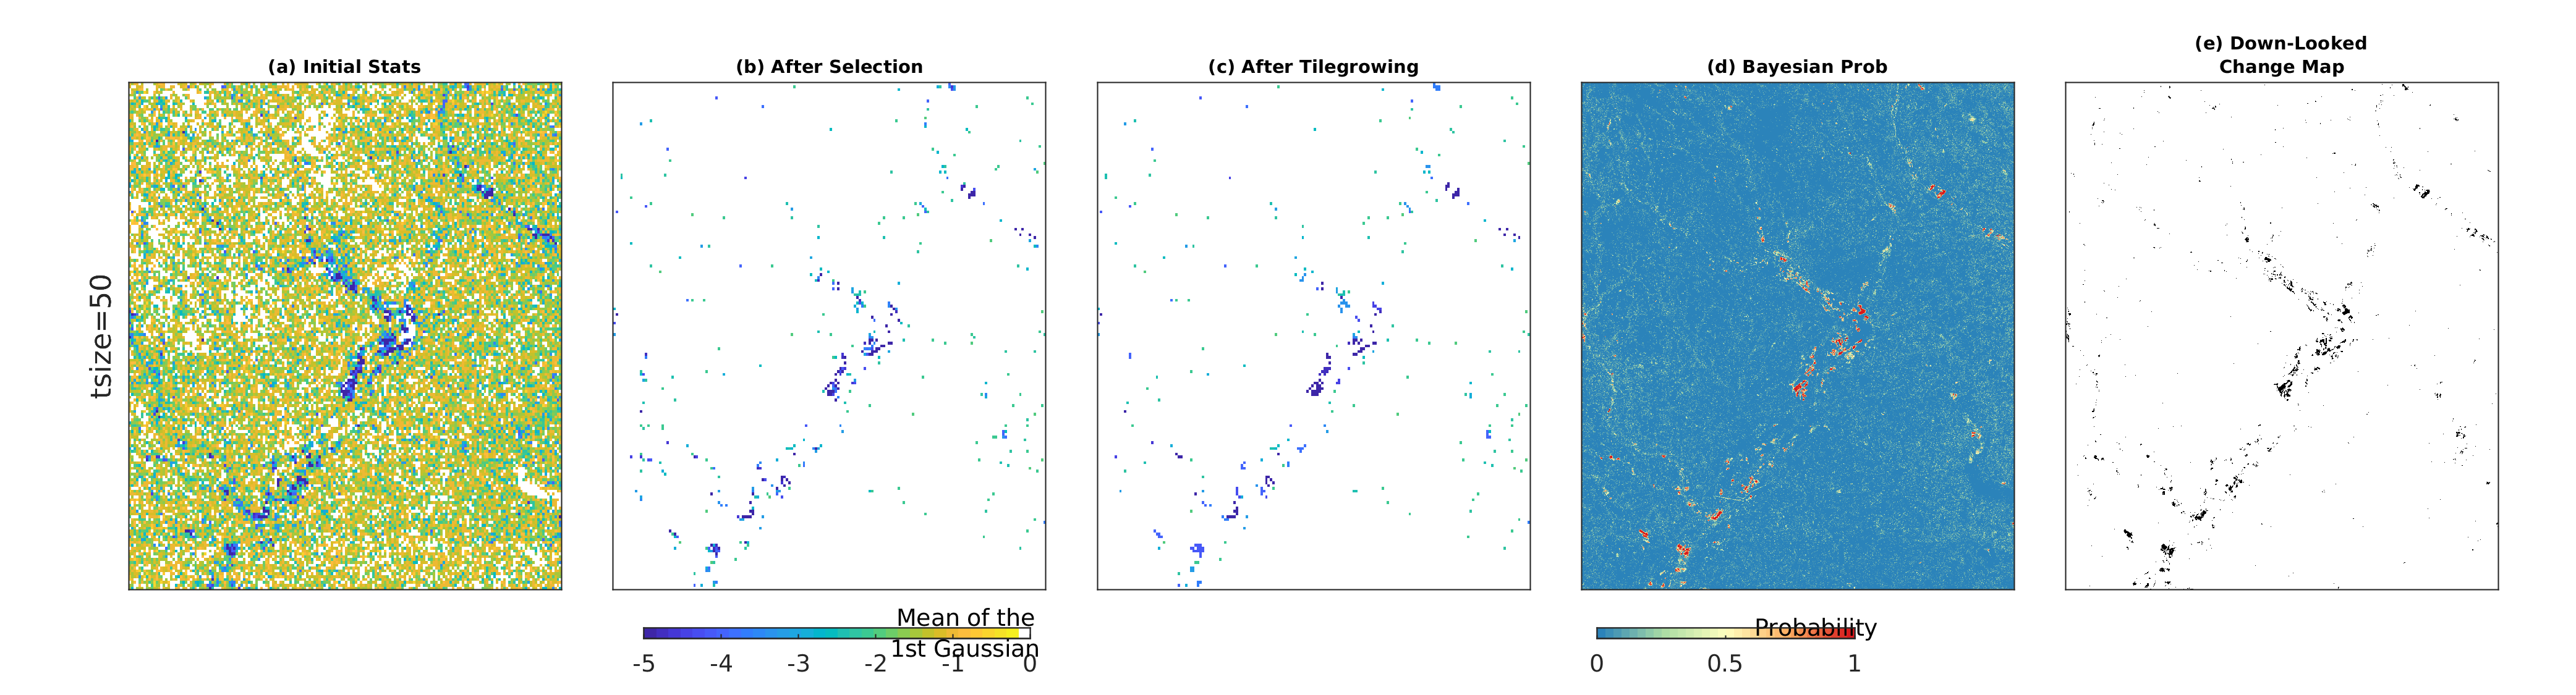 (a) Initial Stats
(b) After Selection
(c) After Tilegrowing
(d) Bayesian Prob
(e) Down-Looked
Change Map
tsize=50
Mean of the
1st Gaussian
-5 -4 -3 -2 -1 0
Probability
0 0.5 1